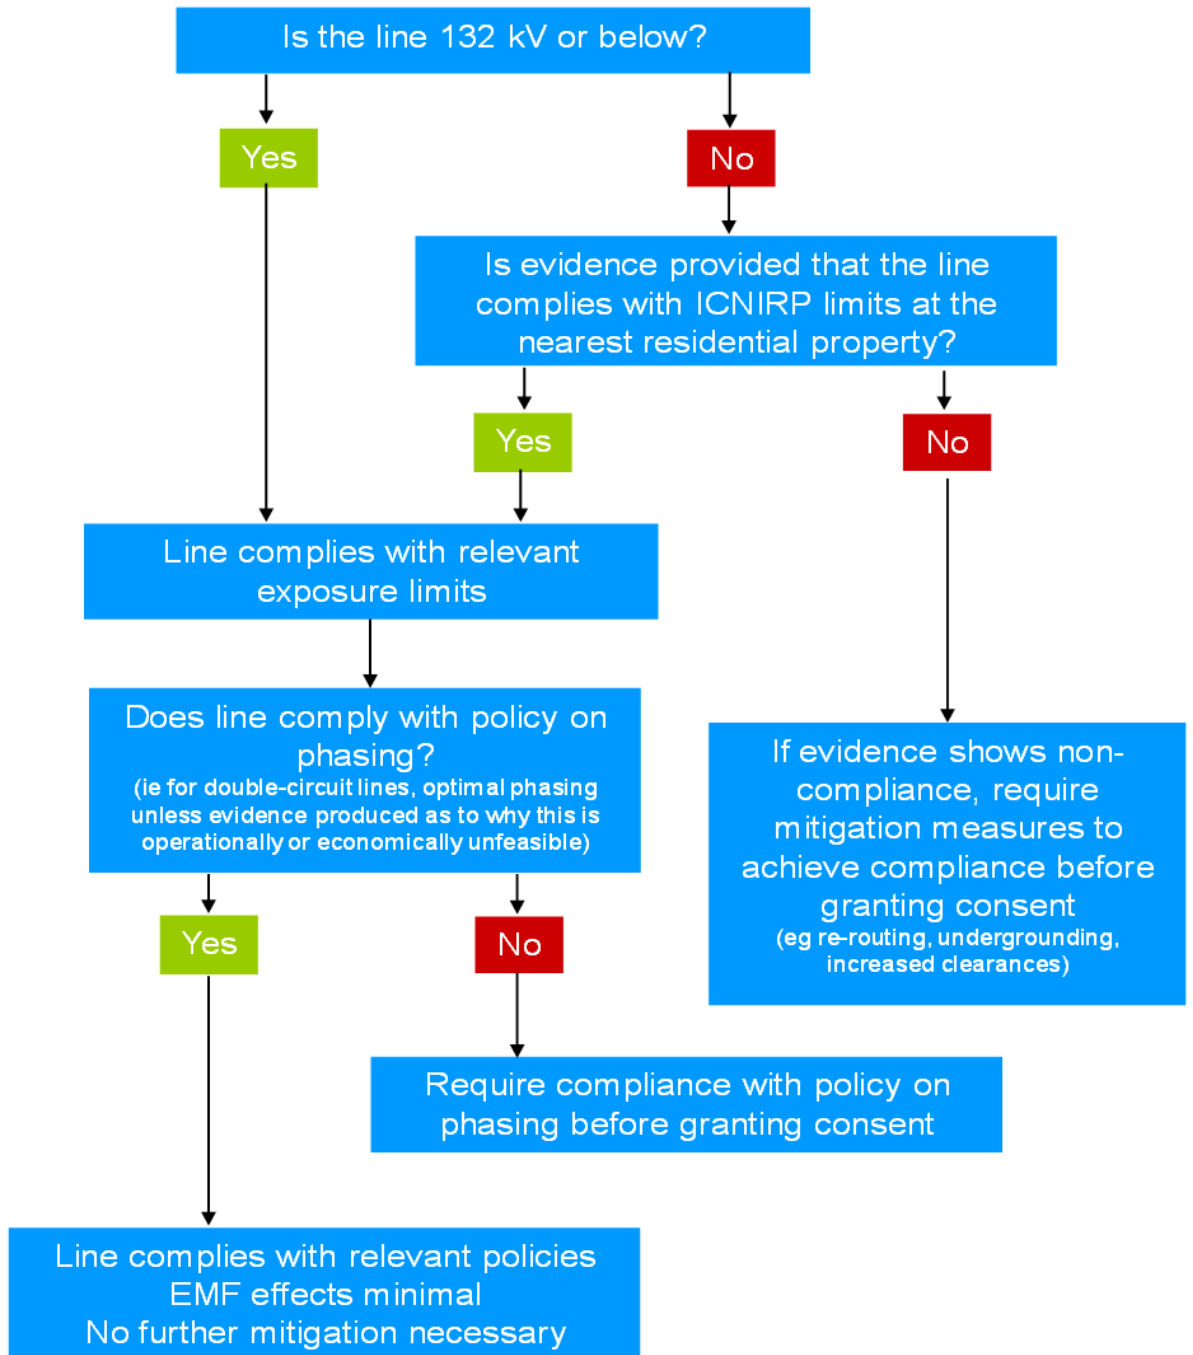 Is the line 132 kV or below?
Yes
No
Is evidence provided that the line
complies with ICNIRP limits at the
nearest residential property?
Yes
No
Line complies with relevant
exposure limits
Does line comply with policy on
phasing?
(ie for double-circuit lines, optimal phasing
unless evidence produced as to why this is
operationally or economically unfeasible)
If evidence shows non-
compliance, require
mitigation measures to
achieve compliance before
granting consent
(eg re-routing, undergrounding,
increased clearances)
Yes
No
Require compliance with policy on
phasing before granting consent
Line complies with relevant policies
EMF effects minimal
No further mitigation necessary